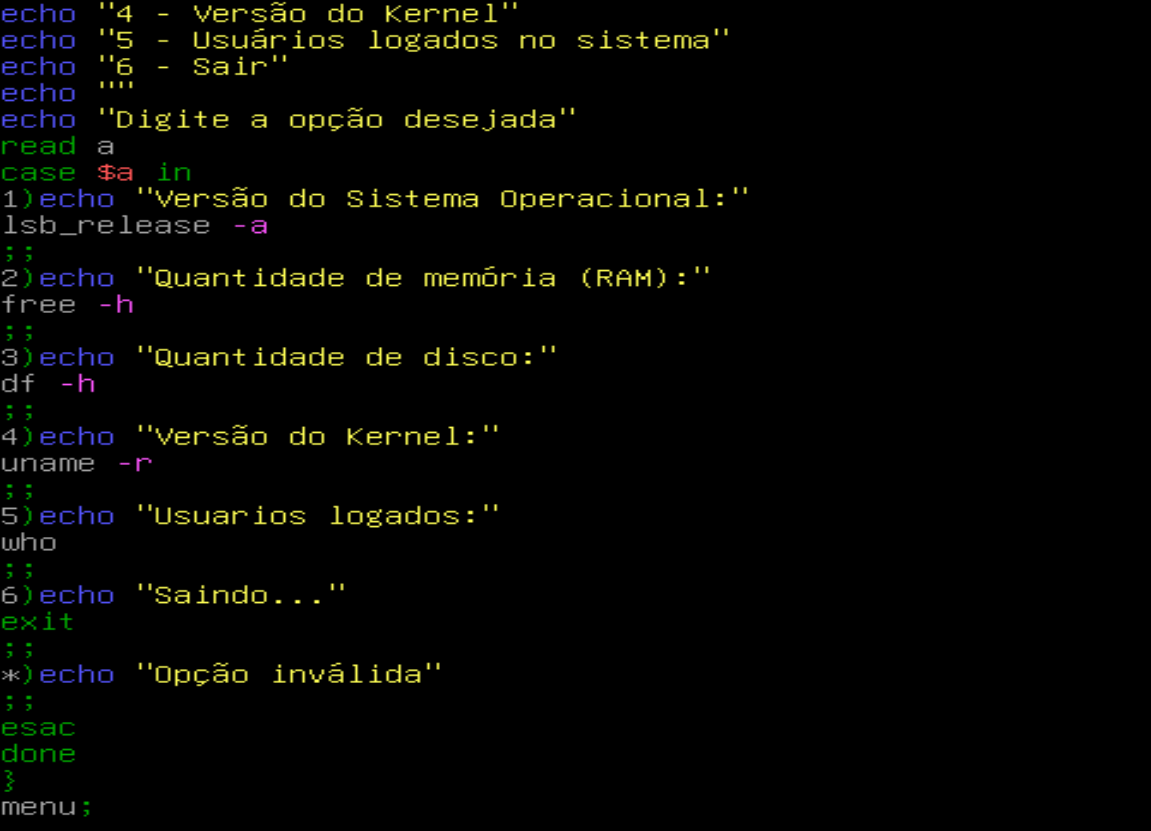 echo "4 - Versão do Kernel"
echo "5 - Usuários logados no sistema"
echo "6 - Sair"
echo ""
echo "Digite a opção desejada"
read a
case $a in
1)echo "Versão do Sistema Operacional:"
lsb_release -a
;;
2)echo "Quantidade de memória (RAM):"
free -h
;;
3)echo "Quantidade de disco:"
df -h
;;
4)echo "Versão do Kernel:"
uname -r
;;
5)echo "Usuarios logados:"
who
;;
6)echo "Saindo..."
exit
;;
*)echo "Opção inválida"
;;
esac
done
}
menu;